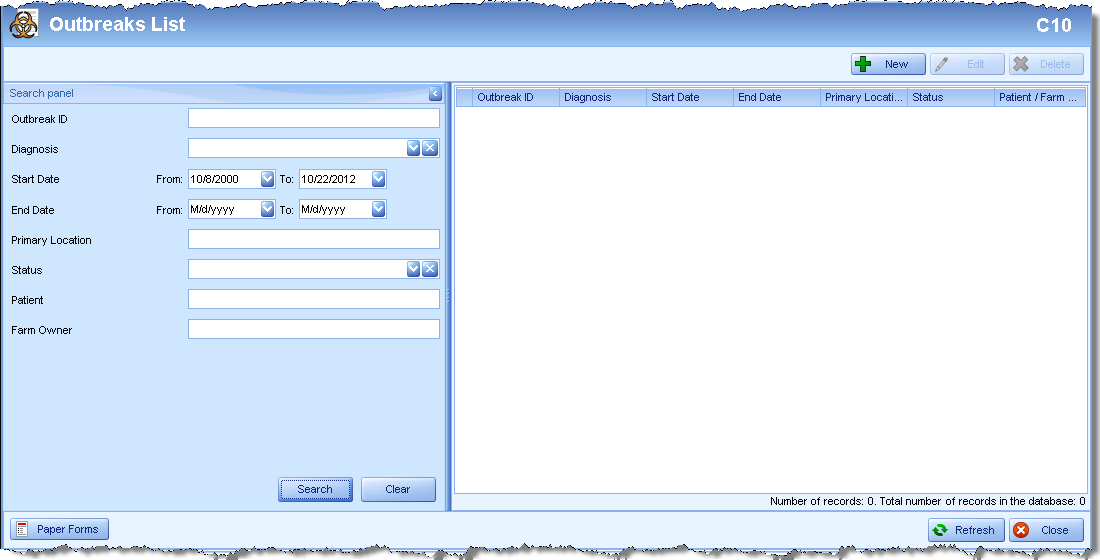 Outbreaks List
C10
New
Edit
Delete
Search panel
Outbreak ID
Diagnosis
Start Date From: 10/8/2000 To: 10/22/2012
End Date From: M/d/yyyy To: M/d/yyyy
Primary Location
Status
Patient
Farm Owner
Search
Clear
Outbreak ID Diagnosis Start Date End Date Primary Locati... Status Patient / Farm ...
Number of records: 0. Total number of records in the database: 0
Paper Forms
Refresh
Close